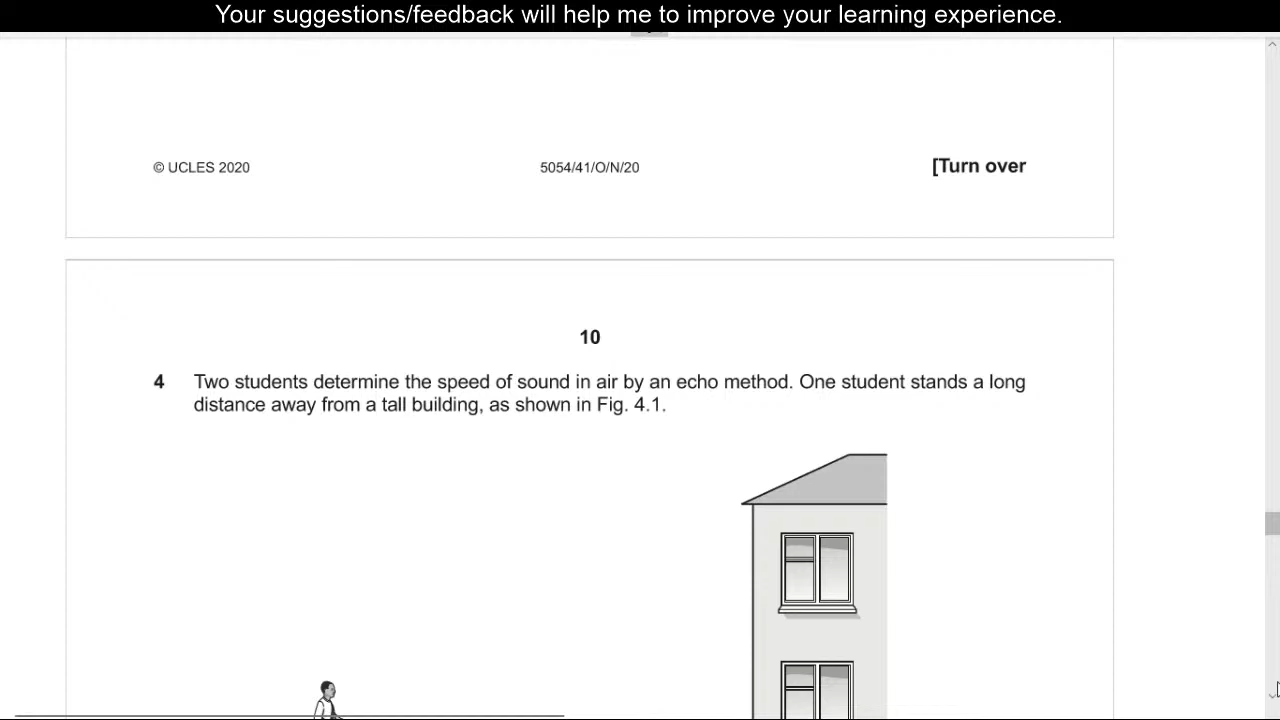 Your suggestions/feedback will help me to improve your learning experience.
© UCLES 2020
5054/41/O/N/20
[Turn over
10
4 Two students determine the speed of sound in air by an echo method. One student stands a long
distance away from a tall building, as shown in Fig. 4.1.